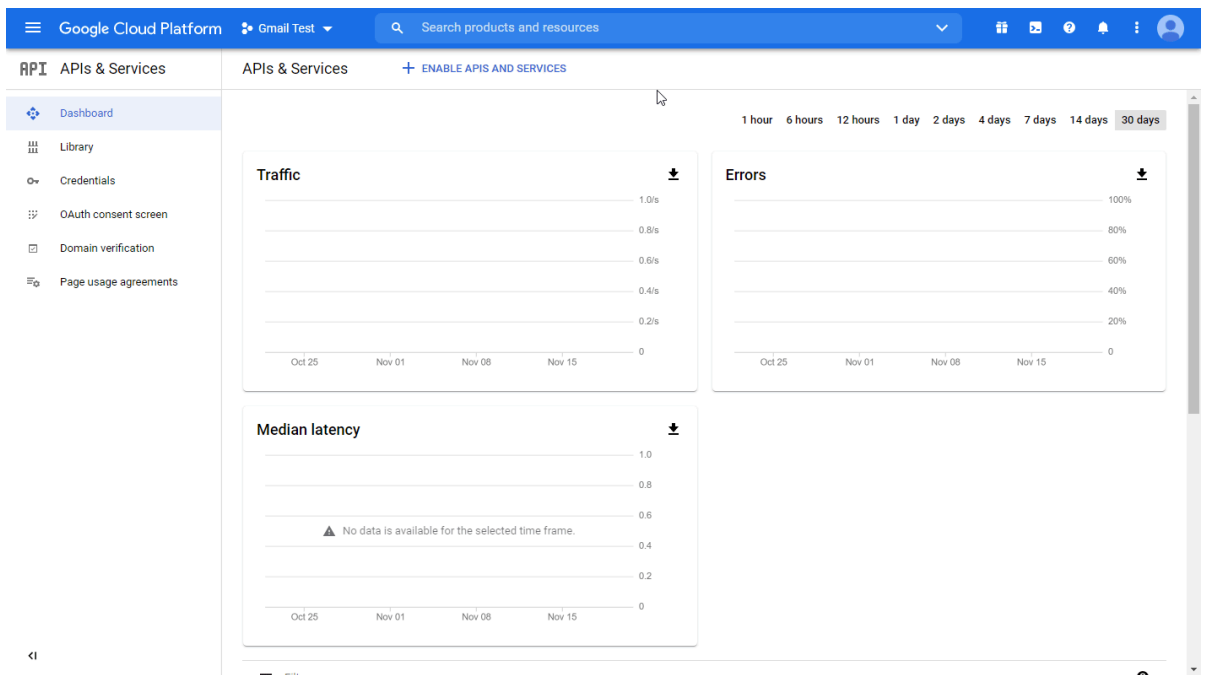 Google Cloud Platform Gmail Test Search products and resources
API APIs & Services
Dashboard
Library
Credentials
OAuth consent screen
Domain verification
Page usage agreements
APIs & Services ENABLE APIS AND SERVICES
1 hour 6 hours 12 hours 1 day 2 days 4 days 7 days 14 days 30 days
Traffic
1.0/s
0.8/s
0.6/s
0.4/s
0.2/s
0
Oct 25 Nov 01 Nov 08 Nov 15
Errors
100%
80%
60%
40%
20%
0
Oct 25 Nov 01 Nov 08 Nov 15
Median latency
1.0
0.8
0.6
No data is available for the selected time frame.
0.4
0.2
0
Oct 25 Nov 01 Nov 08 Nov 15